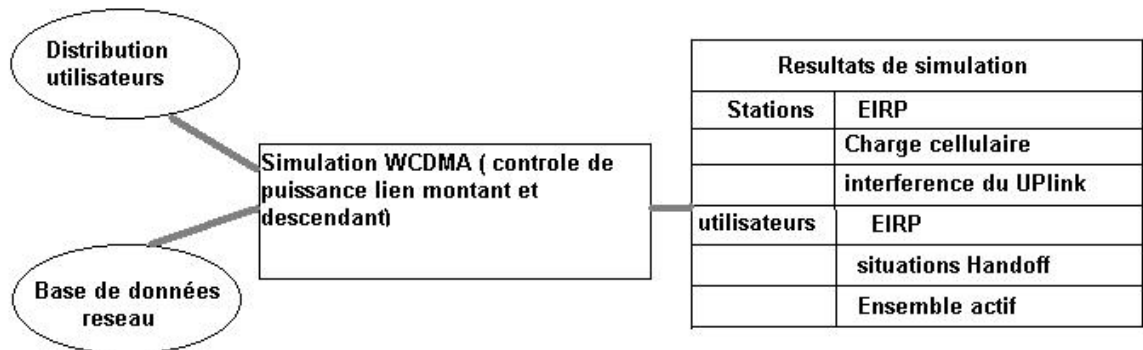 Distribution
utilisateurs
Simulation WCDMA ( controle de
puissance lien montant et
descendant)
Base de données
reseau
Resultats de simulation
Stations EIRP
Charge cellulaire
interference du UPlink
utilisateurs EIRP
situations Handoff
Ensemble actif